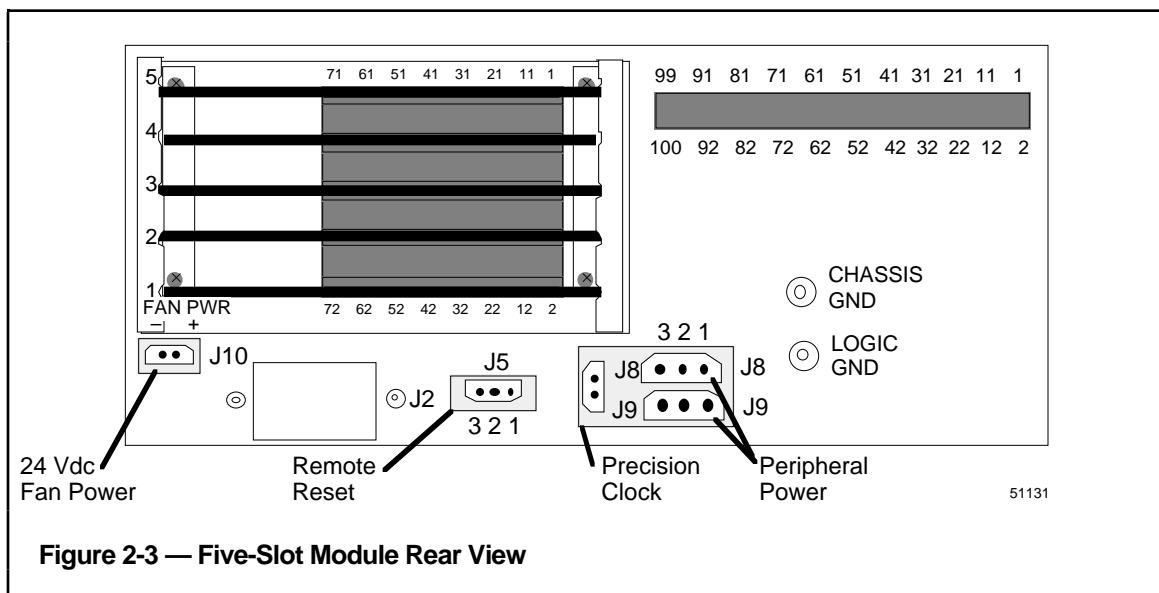 5 71 61 51 41 31 21 11 1
99 91 81 71 61 51 41 31 21 11 1
4
100 92 82 72 62 52 42 32 22 12 2
3
2
1
FAN PWR
– +
72 62 52 42 32 22 12 2
CHASSIS
GND
LOGIC
GND
J10
J2
J5
3 2 1
3 2 1
J8 J8
J9 J9
24 Vdc
Fan Power
Remote
Reset
Precision
Clock
Peripheral
Power
51131
Figure 2-3 — Five-Slot Module Rear View